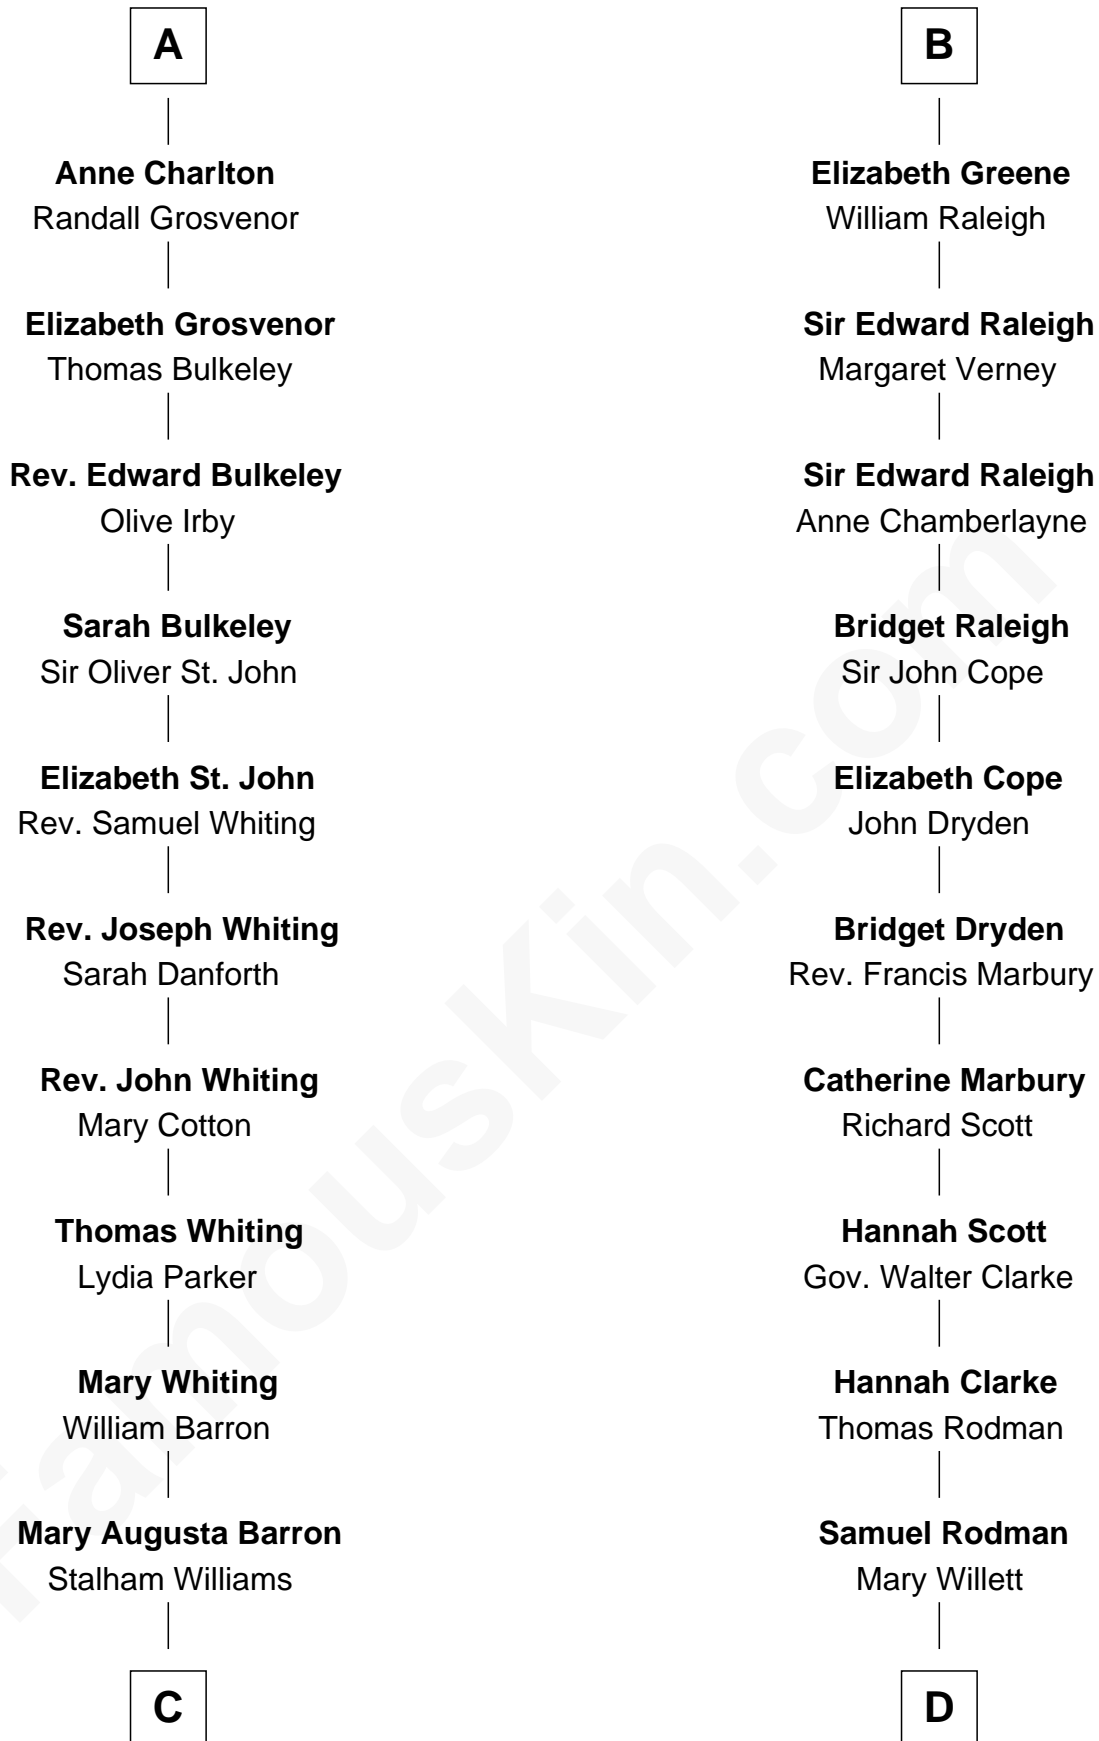 A
Anne Charlton
Randall Grosvenor
Elizabeth Grosvenor
Thomas Bulkeley
Rev. Edward Bulkeley
Olive Irby
Sarah Bulkeley
Sir Oliver St. John
Elizabeth St. John
Rev. Samuel Whiting
Rev. Joseph Whiting
Sarah Danforth
Rev. John Whiting
Mary Cotton
Thomas Whiting
Lydia Parker
Mary Whiting
William Barron
Mary Augusta Barron
Stalham Williams
C
B
Elizabeth Greene
William Raleigh
Sir Edward Raleigh
Margaret Verney
Sir Edward Raleigh
Anne Chamberlayne
Bridget Raleigh
Sir John Cope
Elizabeth Cope
John Dryden
Bridget Dryden
Rev. Francis Marbury
Catherine Marbury
Richard Scott
Hannah Scott
Gov. Walter Clarke
Hannah Clarke
Thomas Rodman
Samuel Rodman
Mary Willett
D
FamousKin.com